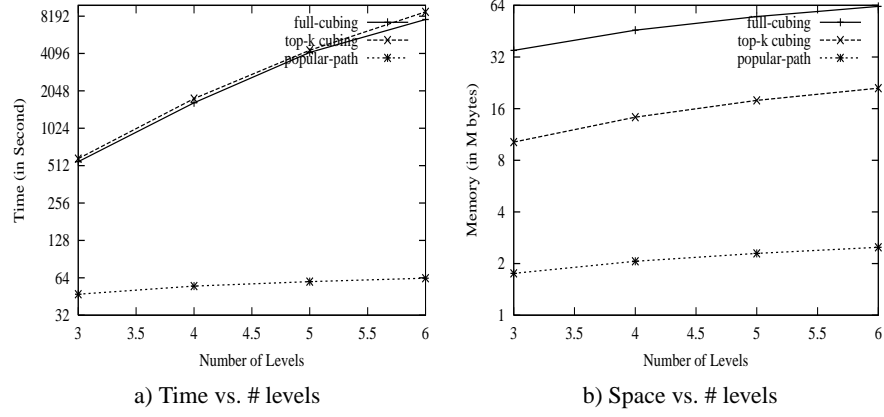 8192
4096
2048
1024
512
256
128
64
32
3
3.5
4
4.5
5
5.5
6
Time (in Second)
Number of Levels
full-cubing
top-k cubing
popular-path
a) Time vs. # levels
64
32
16
8
4
2
1
3
3.5
4
4.5
5
5.5
6
Memory (in M bytes)
Number of Levels
full-cubing
top-k cubing
popular-path
b) Space vs. # levels